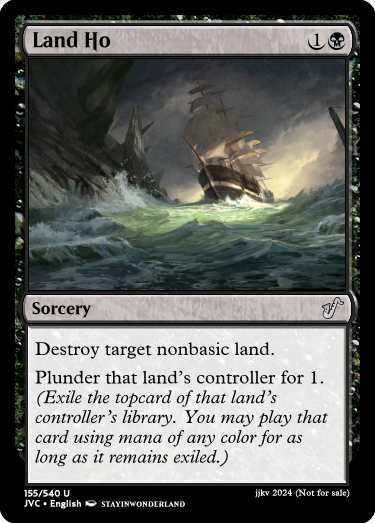 Land Ho
1
Sorcery
Destroy target nonbasic land.
Plunder that land's controller for 1.
(Exile the topcard of that land's
controller's library. You may play that
card using mana of any color for as
long as it remains exiled.)
155/540 U
JVC • English STAYINWONDERLAND
jjkv 2024 (Not for sale)